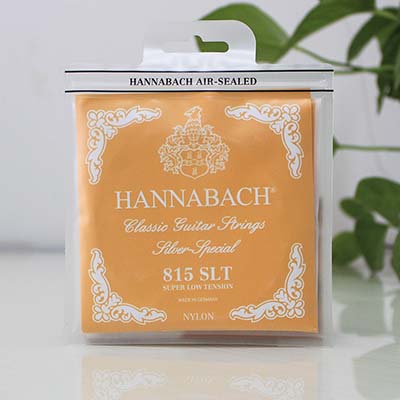 HANNABACH AIR-SEALED
HANNABACH®
Classic Guitar Strings
Silver-Special
815 SLT
SUPER LOW TENSION
MADE IN GERMANY
NYLON